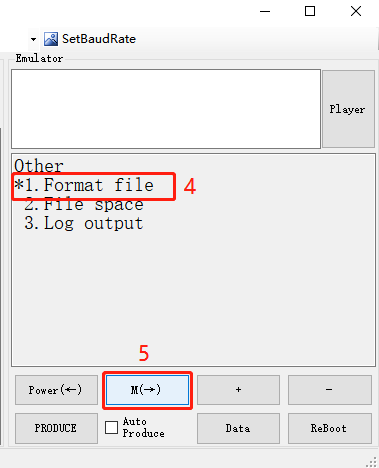 SetBaudRate
Emulator
Player
Other
*1.Format file
4
2.File space
3.Log output
5
Power(←)
M(→)
+
-
PRODUCE
Auto
Produce
Data
ReBoot